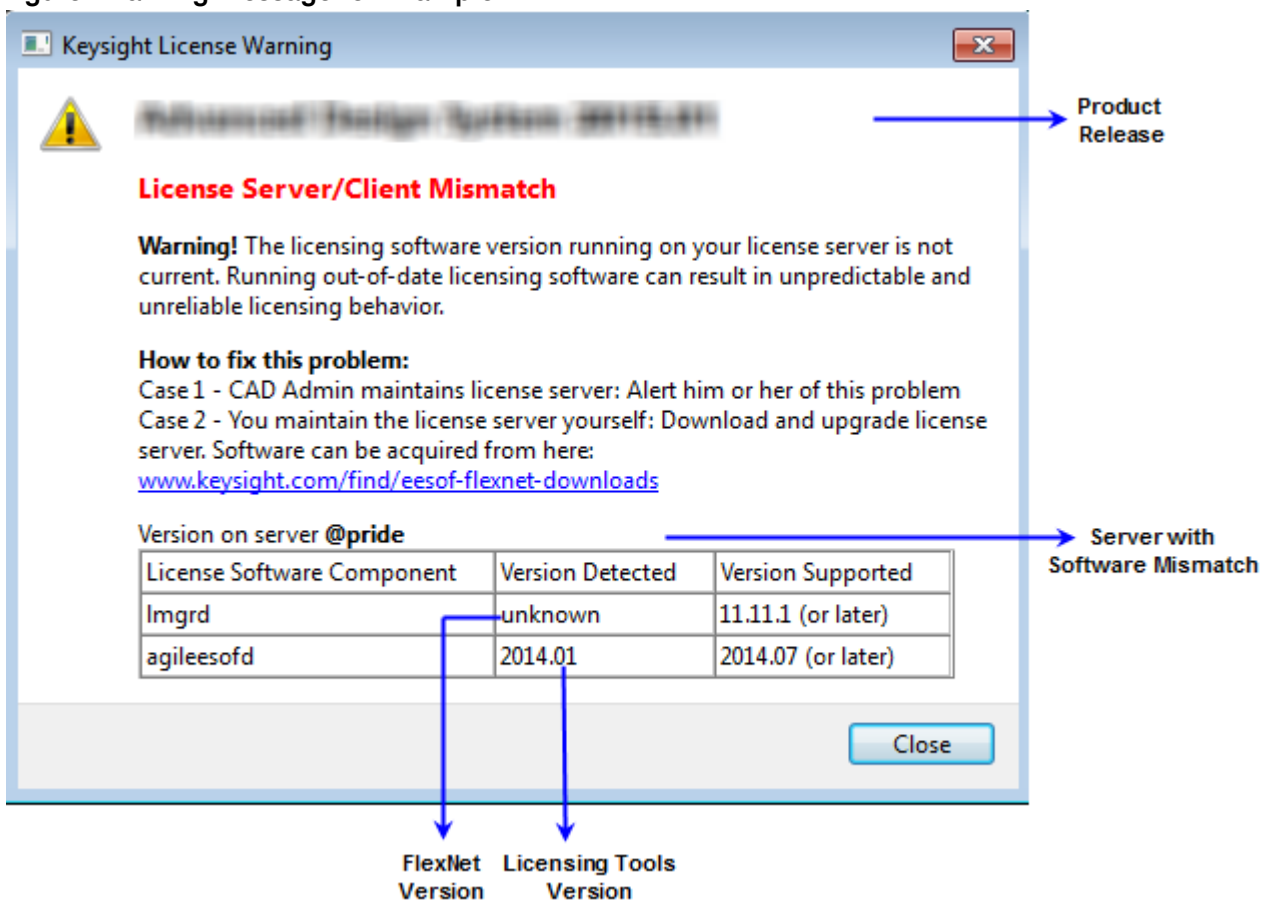 Keysight License Warning
Product
Release
License Server/Client Mismatch
Warning! The licensing software version running on your license server is not
current. Running out-of-date licensing software can result in unpredictable and
unreliable licensing behavior.
How to fix this problem:
Case 1 - CAD Admin maintains license server: Alert him or her of this problem
Case 2 - You maintain the license server yourself: Download and upgrade license
server. Software can be acquired from here:
www.keysight.com/find/eesof-flexnet-downloads
Version on server @pride
Server with
Software Mismatch
License Software Component Version Detected Version Supported
lmgrd unknown 11.11.1 (or later)
agileesofd 2014.01 2014.07 (or later)
Close
FlexNet Licensing Tools
Version Version